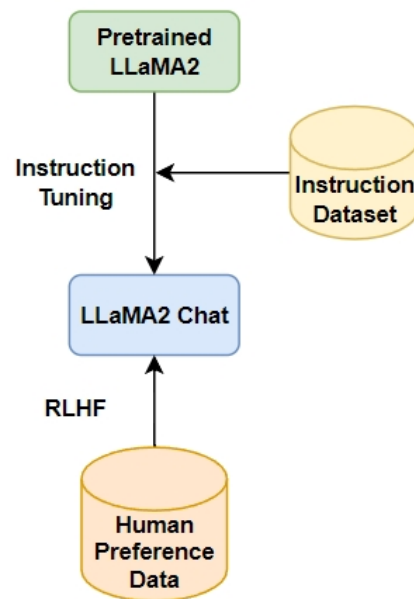 Pretrained
LLaMA2
Instruction
Tuning
Instruction
Dataset
LLaMA2 Chat
RLHF
Human
Preference
Data